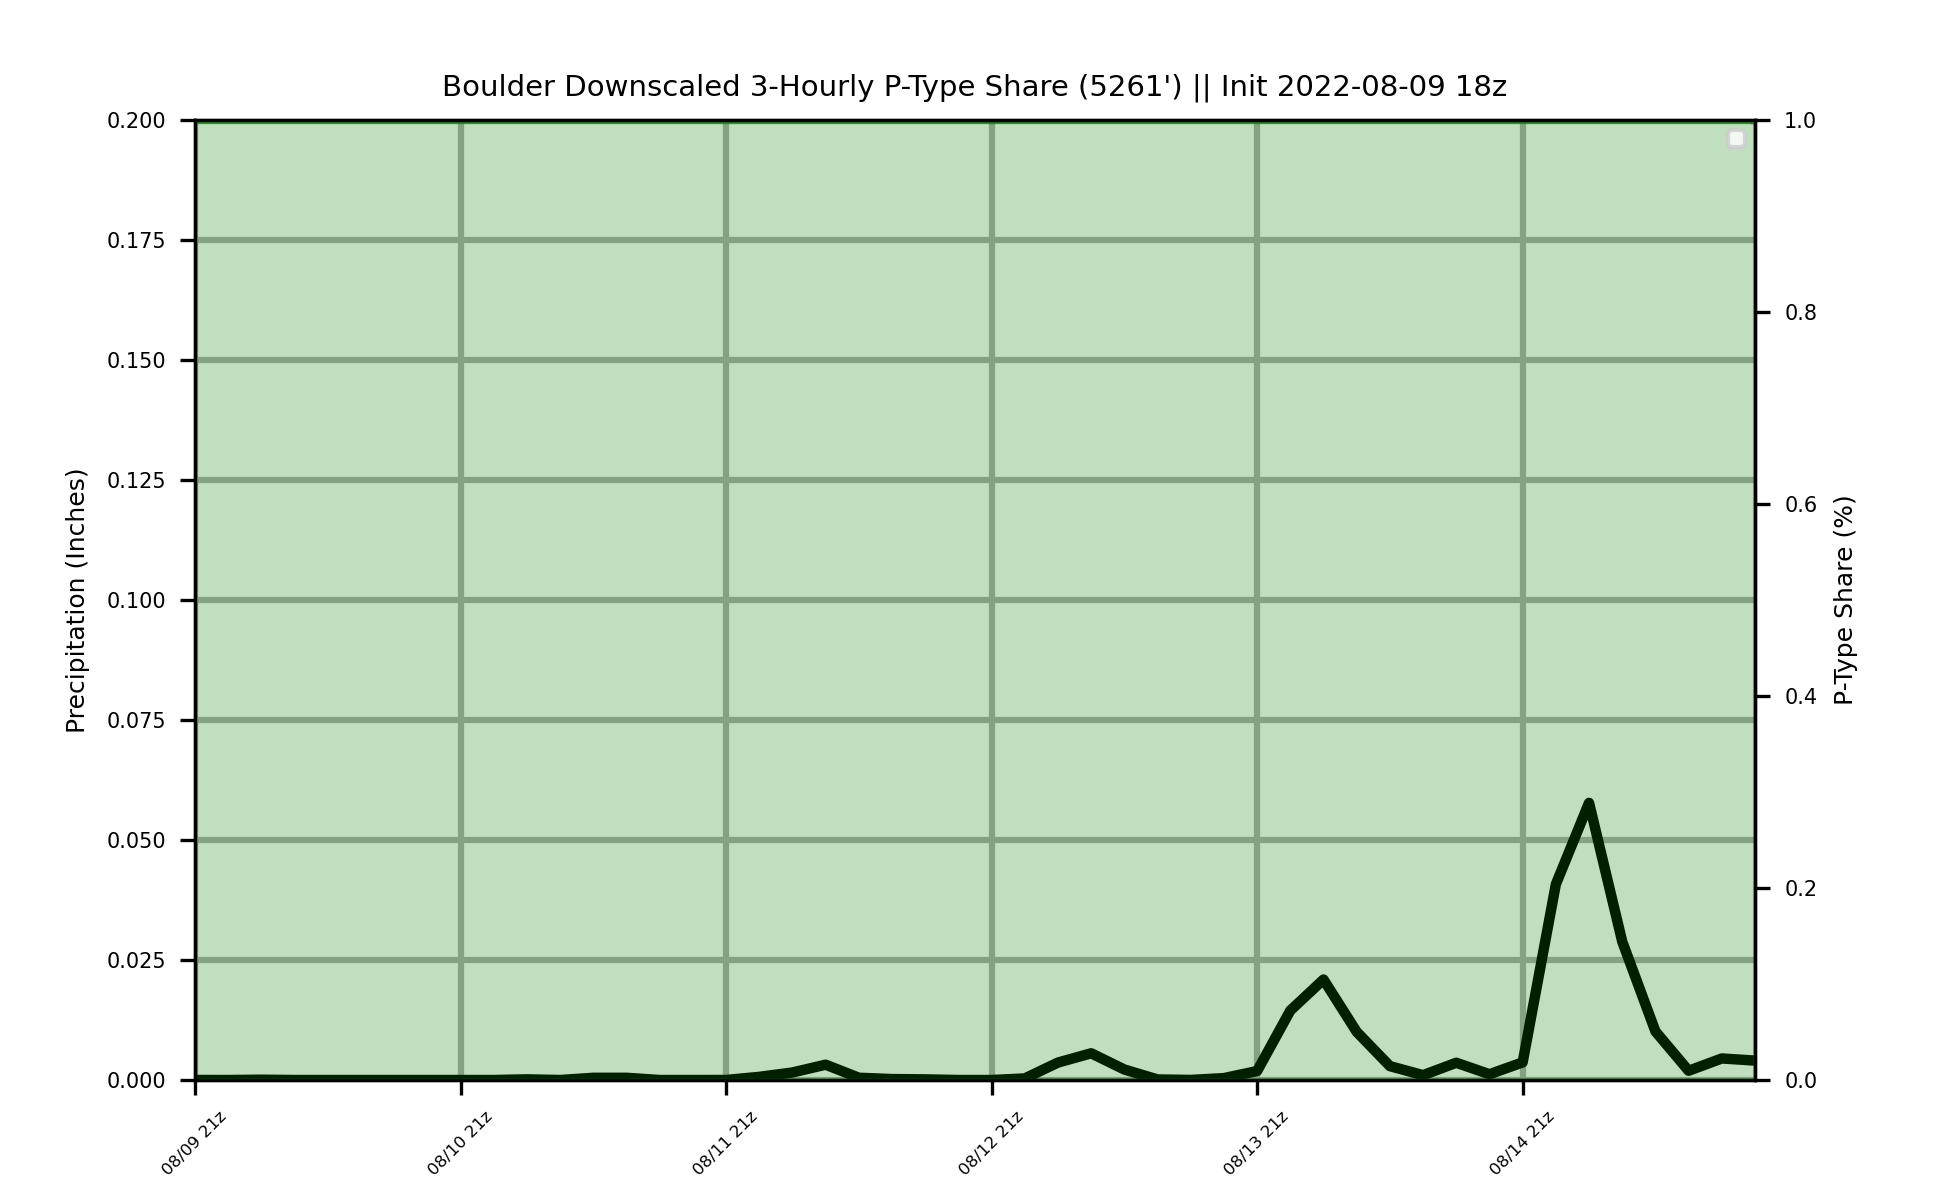 Boulder Downscaled 3-Hourly P-Type Share (5261') || Init 2022-08-09 18z
Precipitation (Inches)
0.200
0.175
0.150
0.125
0.100
0.075
0.050
0.025
0.000
1.0
0.8
0.6
0.4
0.2
0.0
P-Type Share (%)
08/09 21z
08/10 21z
08/11 21z
08/12 21z
08/13 21z
08/14 21z